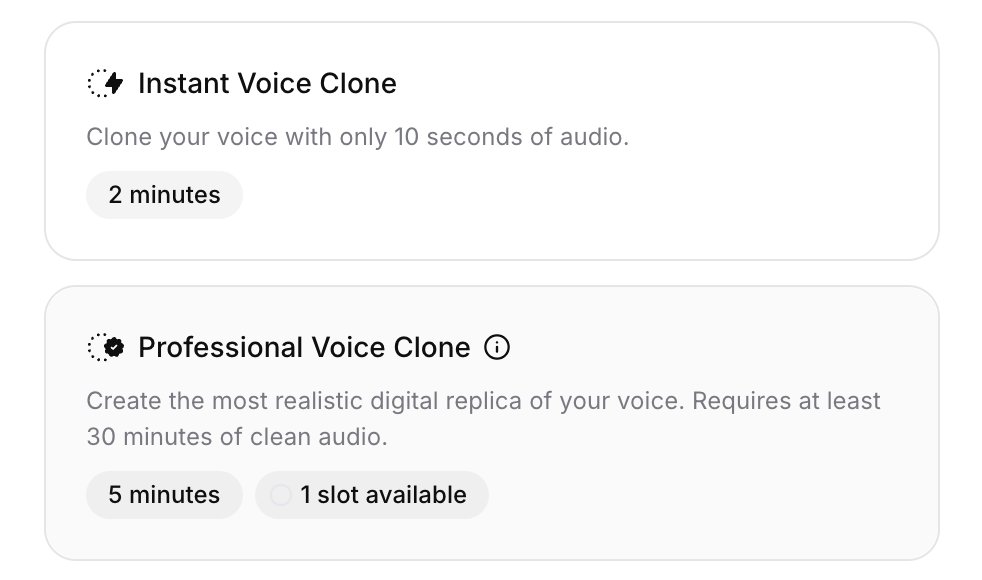 Instant Voice Clone
Clone your voice with only 10 seconds of audio.
2 minutes
Professional Voice Clone
Create the most realistic digital replica of your voice. Requires at least
30 minutes of clean audio.
5 minutes
1 slot available